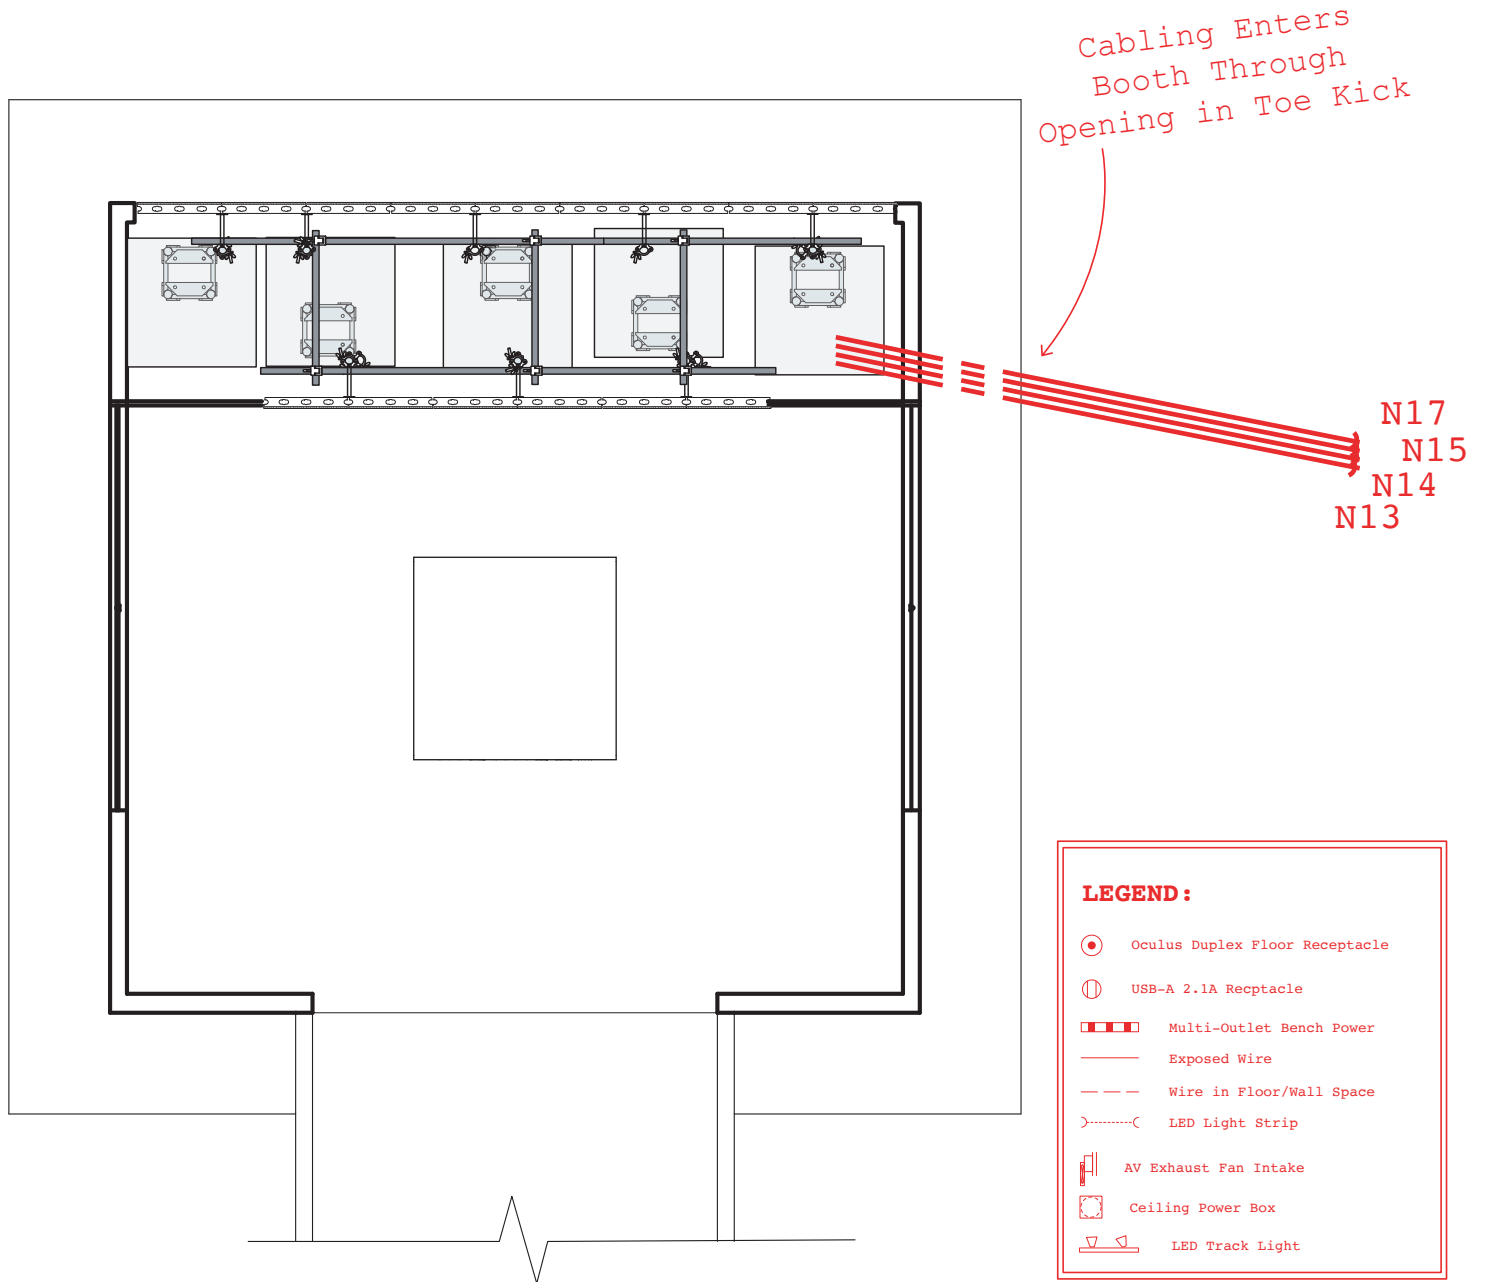 Cabling Enters
Booth Through
Opening in Toe Kick
N17
N15
N14
N13
LEGEND:
Oculus Duplex Floor Receptacle
USB-A 2.1A Recptacle
Multi-Outlet Bench Power
Exposed Wire
Wire in Floor/Wall Space
LED Light Strip
AV Exhaust Fan Intake
Ceiling Power Box
LED Track Light